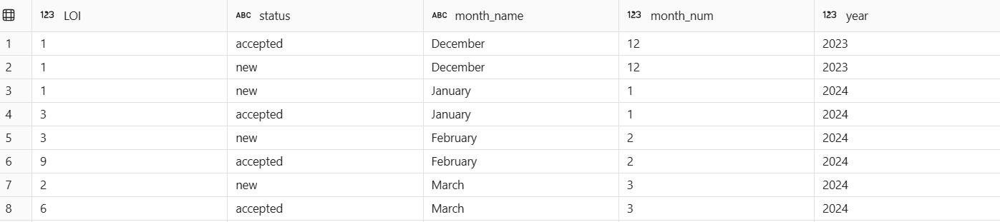 123 LOI ABC status ABC month_name 123 month_num 123 year
1 1 accepted December 12 2023
2 1 new December 12 2023
3 1 new January 1 2024
4 3 accepted January 1 2024
5 3 new February 2 2024
6 9 accepted February 2 2024
7 2 new March 3 2024
8 6 accepted March 3 2024